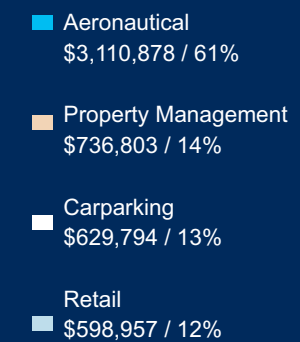 Aeronautical
$3,110,878 / 61%
Property Management
$736,803 / 14%
Carparking
$629,794 / 13%
Retail
$598,957 / 12%